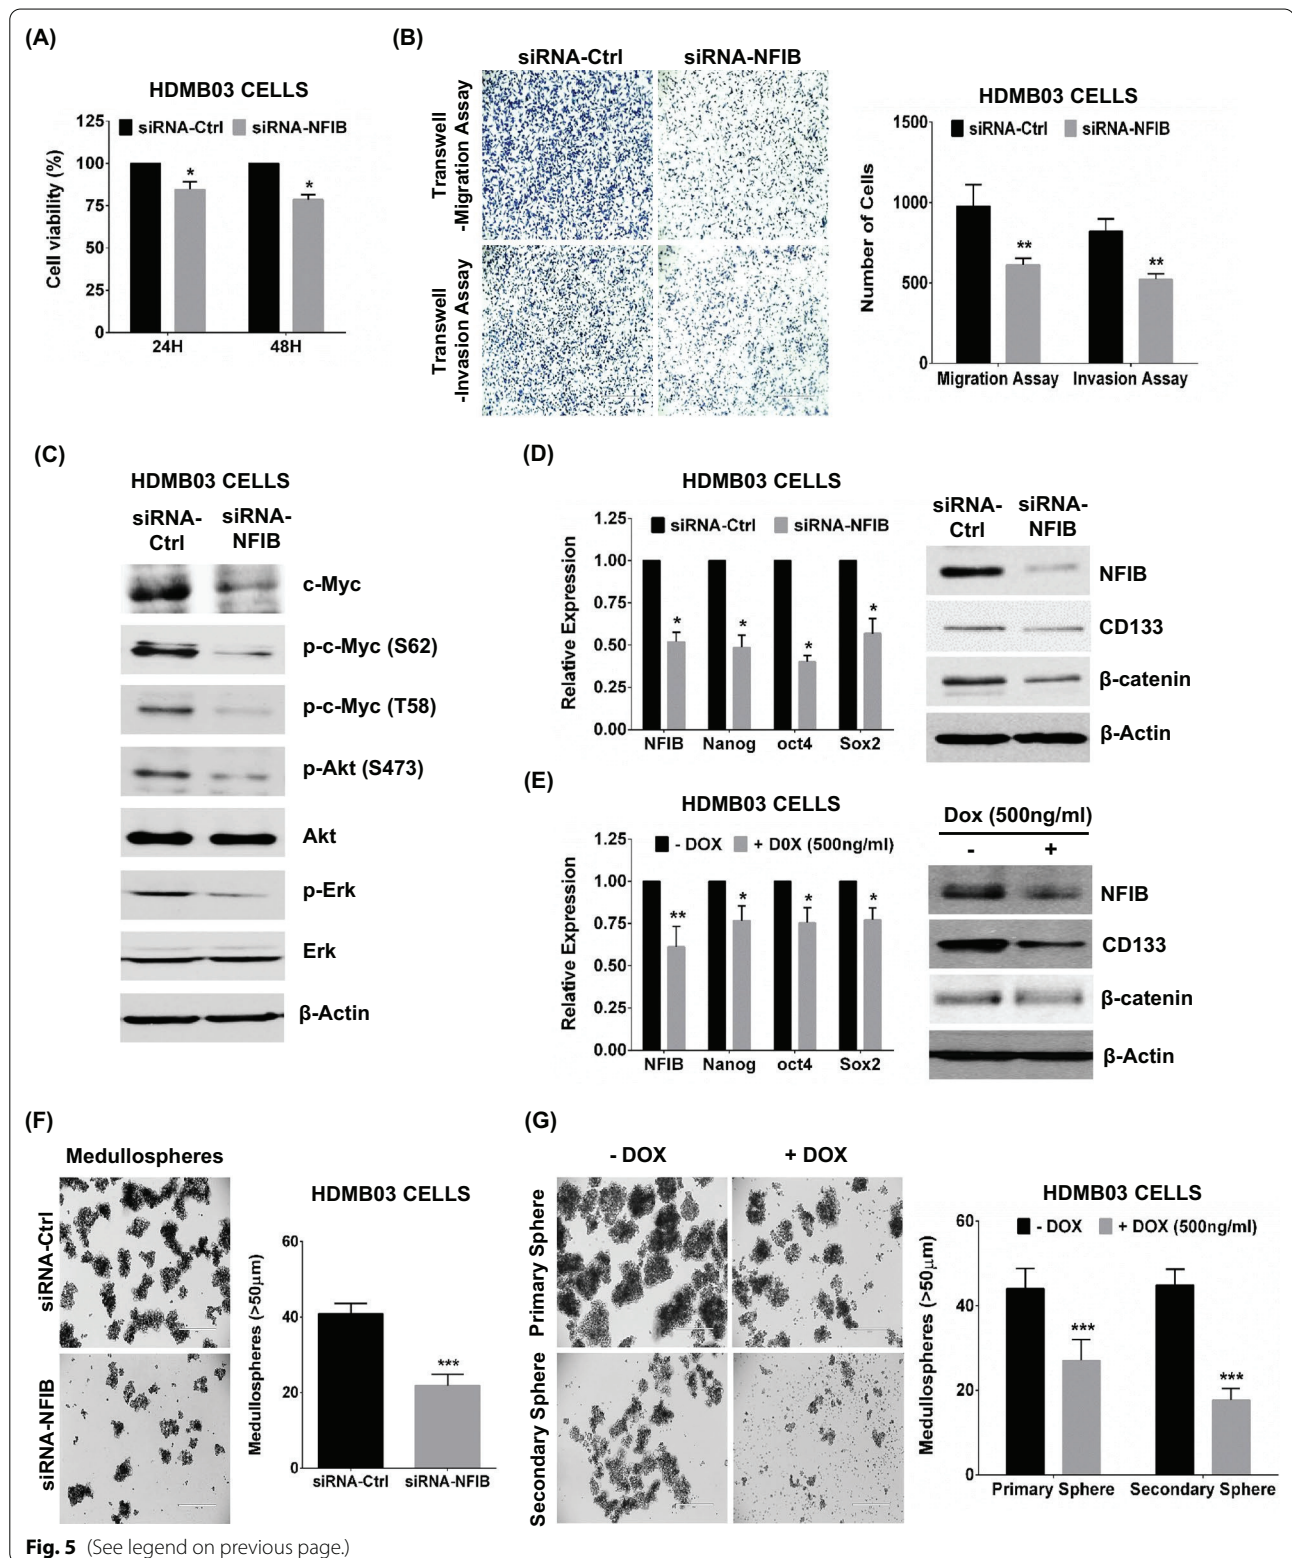 (A)
HDMB03 CELLS
siRNA-Ctrl siRNA-NFIB
Cell viability (%)
125
100
75
50
25
0
* *
24H 48H
(B)
siRNA-Ctrl siRNA-NFIB
Transwell
-Migration Assay
Transwell
-Invasion Assay
HDMB03 CELLS
siRNA-Ctrl siRNA-NFIB
Number of Cells
1500
1000
500
0
** **
Migration Assay Invasion Assay
(C)
HDMB03 CELLS
siRNA-
Ctrl
siRNA-
NFIB
c-Myc
p-c-Myc (S62)
p-c-Myc (T58)
p-Akt (S473)
Akt
p-Erk
Erk
β-Actin
(D)
HDMB03 CELLS
siRNA-Ctrl siRNA-NFIB
Relative Expression
1.25
1.00
0.75
0.50
0.25
0.00
* * * *
NFIB Nanog oct4 Sox2
siRNA-
Ctrl
siRNA-
NFIB
NFIB
CD133
β-catenin
β-Actin
(E)
HDMB03 CELLS
- DOX + D0X (500ng/ml)
Relative Expression
1.25
1.00
0.75
0.50
0.25
0.00
** * * *
NFIB Nanog oct4 Sox2
Dox (500ng/ml)
- +
NFIB
CD133
β-catenin
β-Actin
(F)
Medullospheres
siRNA-Ctrl
siRNA-NFIB
HDMB03 CELLS
Medullospheres (>50µm)
60
40
20
0
***
siRNA-Ctrl siRNA-NFIB
(G)
- DOX + DOX
Primary Sphere
Secondary Sphere
HDMB03 CELLS
- DOX + DOX (500ng/ml)
Medullospheres (>50µm)
60
40
20
0
*** ***
Primary Sphere Secondary Sphere
Fig. 5 (See legend on previous page.)